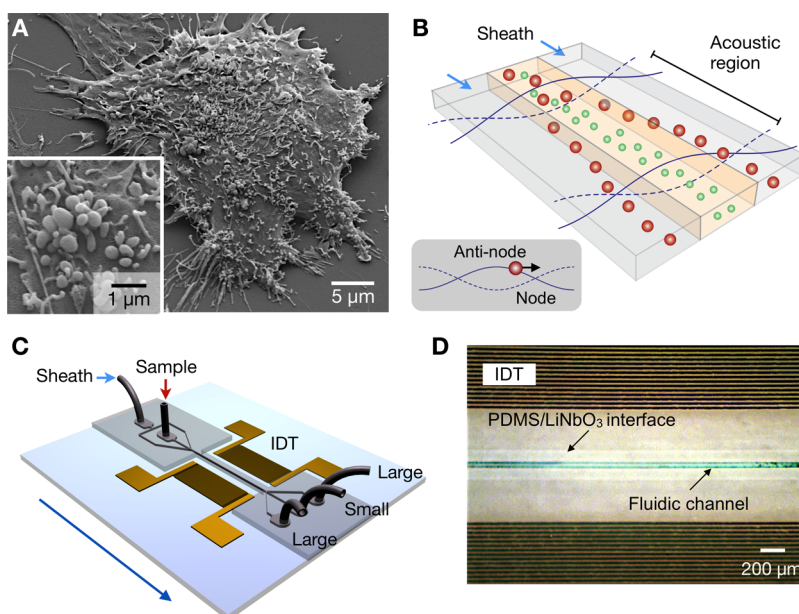 A
1 μm
5 μm
B
Sheath
Acoustic
region
Anti-node
Node
C
Sheath
Sample
IDT
Large
Small
Large
D
IDT
PDMS/LiNbO₃ interface
Fluidic channel
200 μm